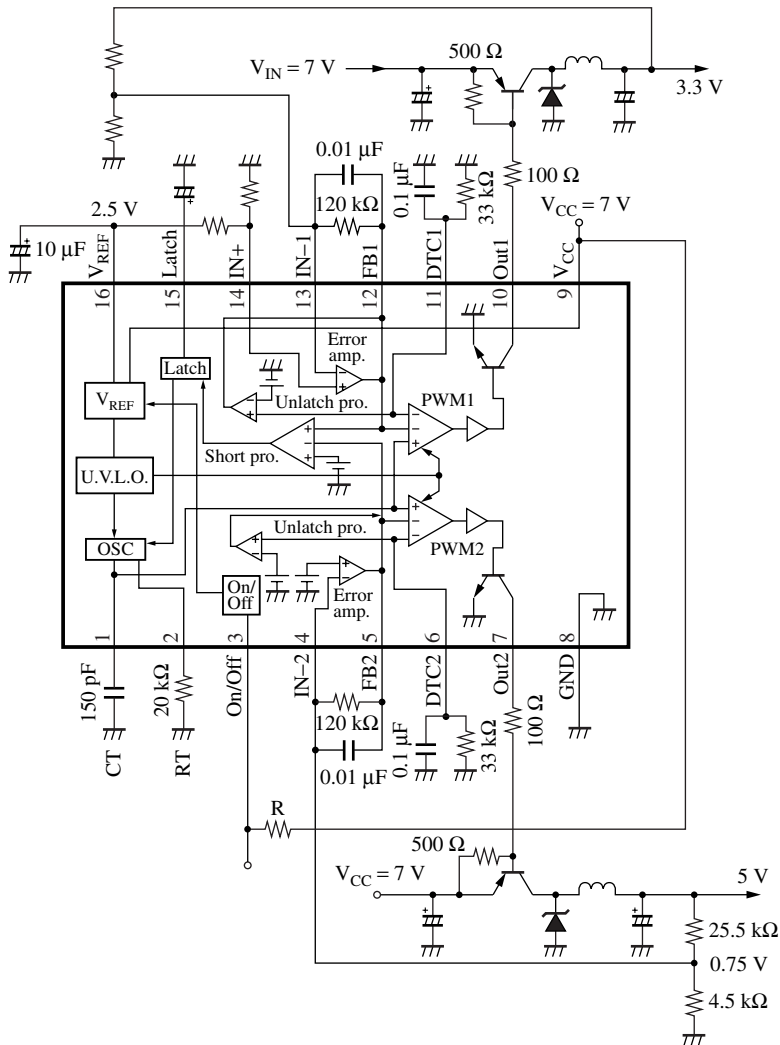 V_IN = 7 V
500 Ω
3.3 V
0.01 µF
120 kΩ
0.1 µF
33 kΩ
100 Ω
V_CC = 7 V
2.5 V
10 µF
V_REF
Latch
IN+
IN−1
FB1
DTC1
Out1
V_CC
16
15
14
13
12
11
10
9
Error
amp.
Latch
V_REF
Unlatch pro.
PWM1
Short pro.
U.V.L.O.
Unlatch pro.
PWM2
OSC
On/
Off
Error
amp.
1
2
3
4
5
6
7
8
150 pF
20 kΩ
On/Off
IN−2
FB2
DTC2
Out2
GND
CT
RT
120 kΩ
0.01 µF
0.1 µF
33 kΩ
100 Ω
R
500 Ω
V_CC = 7 V
5 V
25.5 kΩ
0.75 V
4.5 kΩ